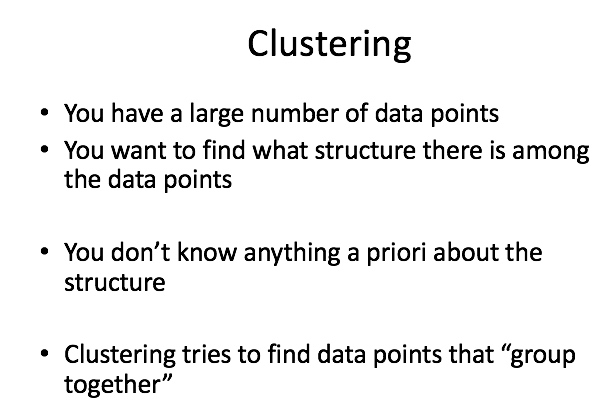 Clustering
• You have a large number of data points
• You want to find what structure there is among
the data points
• You don’t know anything a priori about the
structure
• Clustering tries to find data points that “group
together”